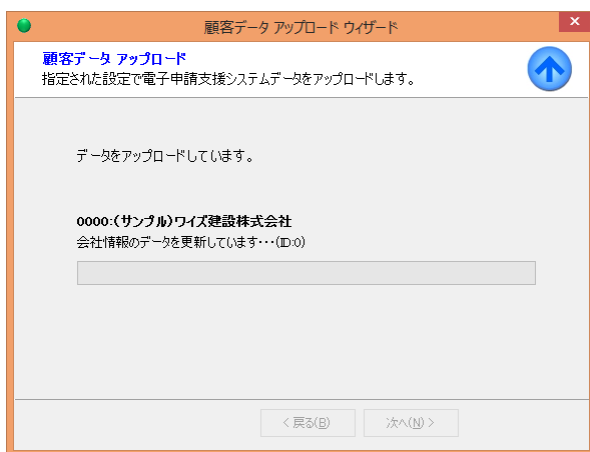 顧客データ アップロード ウィザード
×
顧客データ アップロード
指定された設定で電子申請支援システムデータをアップロードします。
データをアップロードしています。
0000:(サンプル)ワイズ建設株式会社
会社情報のデータを更新しています・・・(ID:0)
< 戻る(B)
次へ(N) >